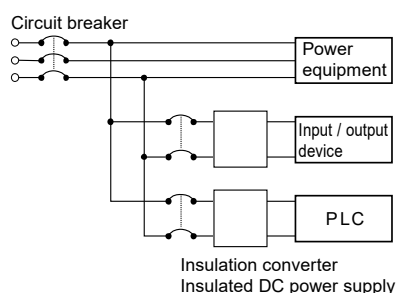 Circuit breaker
Power
equipment
Input / output
device
PLC
Insulation converter
Insulated DC power supply